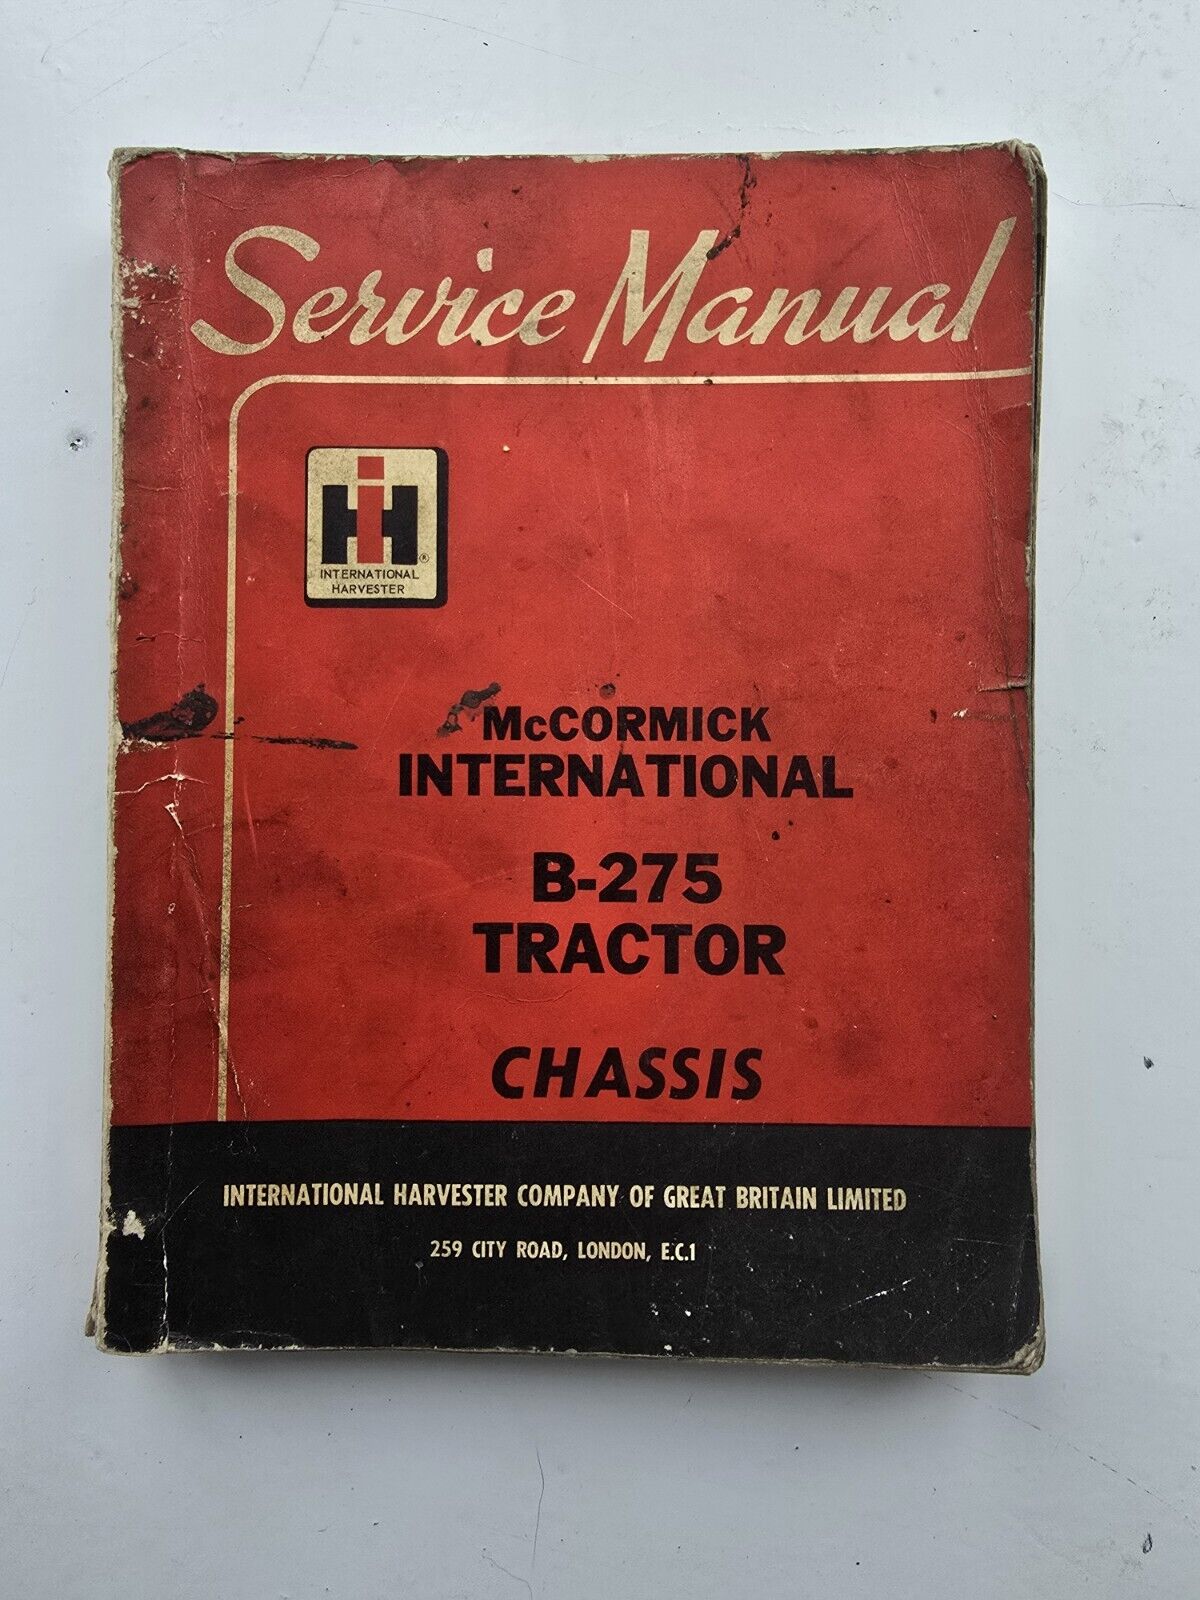 Service Manual
IH ®
INTERNATIONAL
HARVESTER
McCORMICK
INTERNATIONAL
B-275
TRACTOR
CHASSIS
INTERNATIONAL HARVESTER COMPANY OF GREAT BRITAIN LIMITED
259 CITY ROAD, LONDON, E.C.1